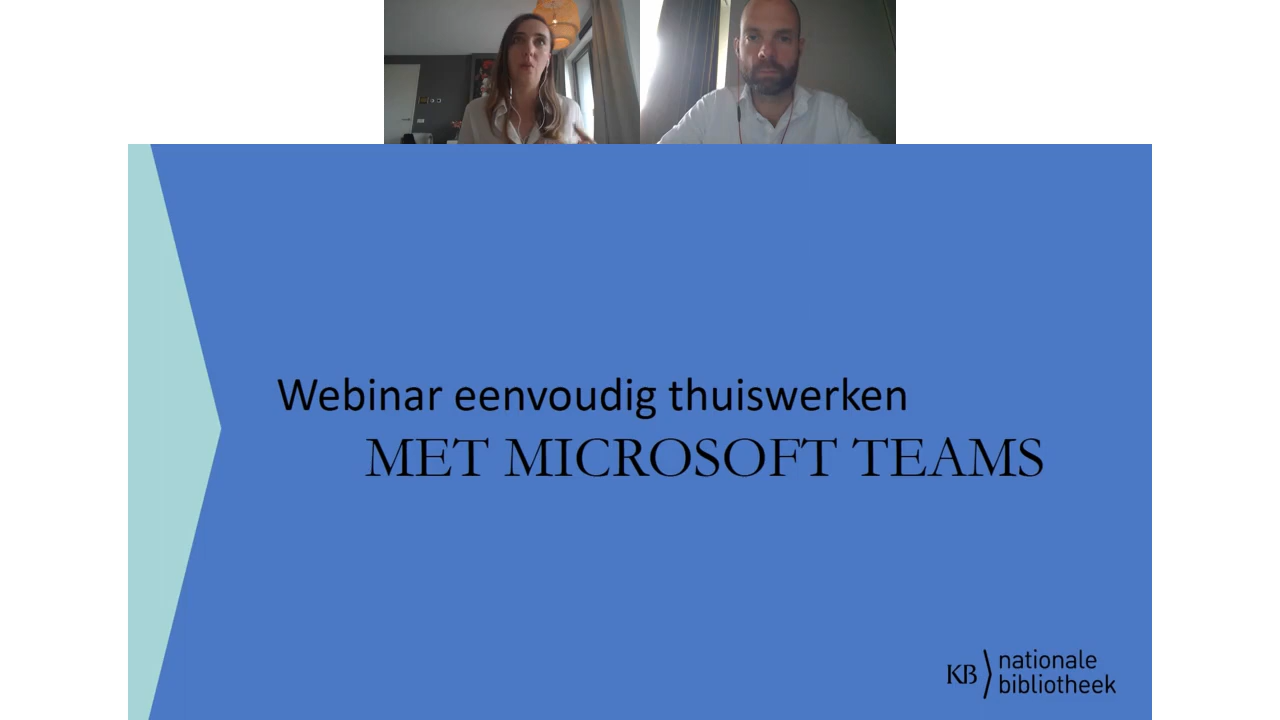 Webinar eenvoudig thuiswerken
MET MICROSOFT TEAMS
KB
nationale
bibliotheek